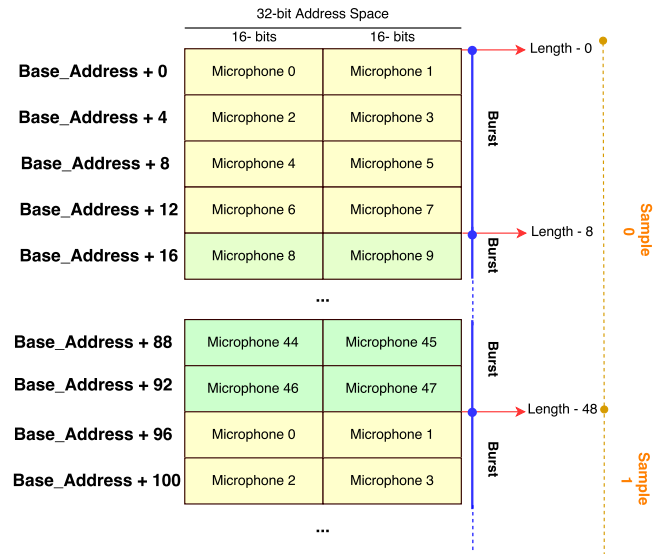 32-bit Address Space
16- bits 16- bits
Length - 0
Base_Address + 0 Microphone 0 Microphone 1
Base_Address + 4 Microphone 2 Microphone 3
Burst
Base_Address + 8 Microphone 4 Microphone 5
Base_Address + 12 Microphone 6 Microphone 7
Sample
0
Length - 8
Base_Address + 16 Microphone 8 Microphone 9
Burst
...
Base_Address + 88 Microphone 44 Microphone 45
Burst
Base_Address + 92 Microphone 46 Microphone 47
Length - 48
Base_Address + 96 Microphone 0 Microphone 1
Burst
Base_Address + 100 Microphone 2 Microphone 3
Sample
1
...